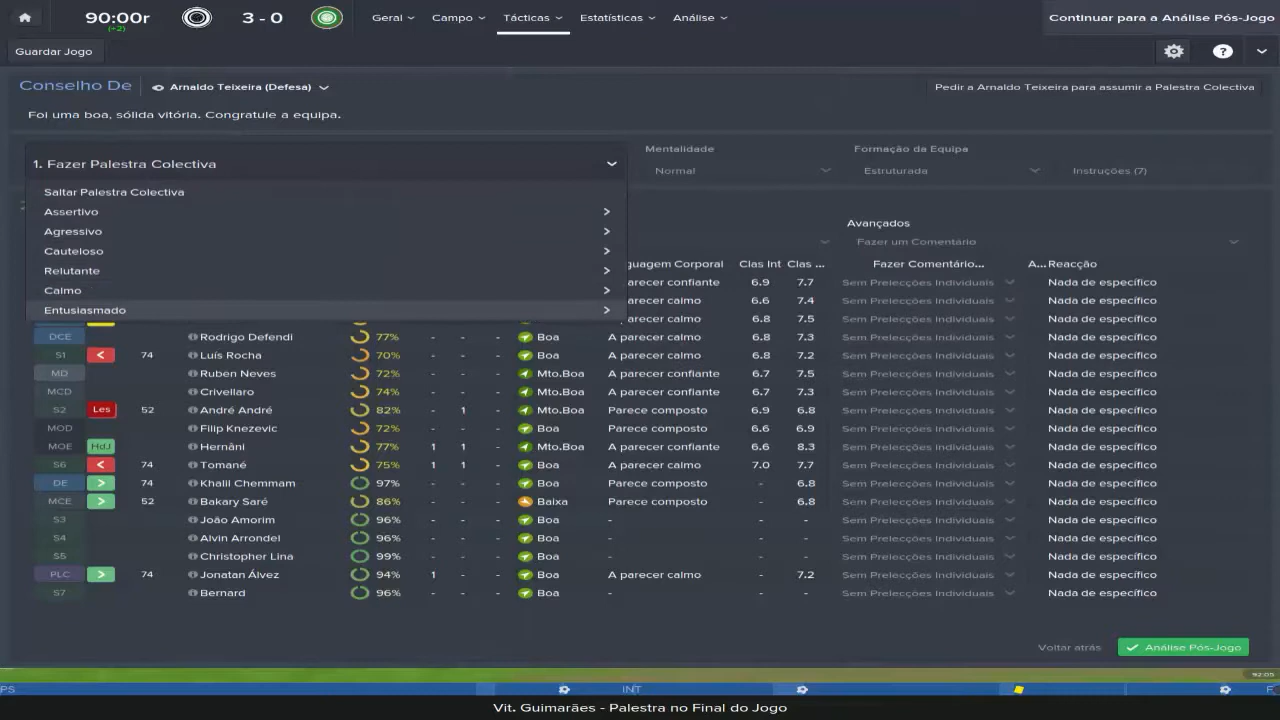 90:00r
(+2)
3 - 0
Geral
Campo
Tácticas
Estatísticas
Análise
Continuar para a Análise Pós-Jogo
Guardar Jogo
?
Conselho De
Arnaldo Teixeira (Defesa)
Pedir a Arnaldo Teixeira para assumir a Palestra Colectiva
Foi uma boa, sólida vitória. Congratule a equipa.
1. Fazer Palestra Colectiva
Mentalidade
Formação da Equipa
Normal
Estruturada
Instruções (7)
Saltar Palestra Colectiva
Assertivo
Agressivo
Cauteloso
Relutante
Calmo
Entusiasmado
Avançados
Fazer um Comentário
guagem Corporal Clas Int Clas ... Fazer Comentário... A... Reacção
parecer confiante 6.9 7.7 Sem Prelecções Individuais Nada de específico
parecer calmo 6.6 7.4 Sem Prelecções Individuais Nada de específico
parecer calmo 6.8 7.5 Sem Prelecções Individuais Nada de específico
DCE Rodrigo Defendi 77% - - - Boa A parecer calmo 6.8 7.3 Sem Prelecções Individuais Nada de específico
S1 < 74 Luís Rocha 70% - - - Boa A parecer calmo 6.8 7.2 Sem Prelecções Individuais Nada de específico
MD Ruben Neves 72% - - - Mto.Boa A parecer confiante 6.7 7.5 Sem Prelecções Individuais Nada de específico
MCD Crivellaro 74% - - - Mto.Boa A parecer confiante 6.7 7.3 Sem Prelecções Individuais Nada de específico
S2 Les 52 André André 82% - 1 - Mto.Boa Parece composto 6.9 6.8 Sem Prelecções Individuais Nada de específico
MOD Filip Knezevic 72% - - - Boa Parece composto 6.6 6.9 Sem Prelecções Individuais Nada de específico
MOE HdJ Hernâni 77% 1 1 - Mto.Boa A parecer confiante 6.6 8.3 Sem Prelecções Individuais Nada de específico
S6 < 74 Tomané 75% 1 1 - Boa A parecer calmo 7.0 7.7 Sem Prelecções Individuais Nada de específico
DE > 74 Khalil Chemmam 97% - - - Boa Parece composto - 6.8 Sem Prelecções Individuais Nada de específico
MCE > 52 Bakary Saré 86% - - - Baixa Parece composto - 6.8 Sem Prelecções Individuais Nada de específico
S3 João Amorim 96% - - - Boa - - - Sem Prelecções Individuais Nada de específico
S4 Alvin Arrondel 96% - - - Boa - - - Sem Prelecções Individuais Nada de específico
S5 Christopher Lina 99% - - - Boa - - - Sem Prelecções Individuais Nada de específico
PLC > 74 Jonatan Álvez 94% 1 - - Boa A parecer calmo - 7.2 Sem Prelecções Individuais Nada de específico
S7 Bernard 96% - - - Boa - - - Sem Prelecções Individuais Nada de específico
Voltar atrás
Análise Pós-Jogo
92:05
PS
INT
F
Vit. Guimarães - Palestra no Final do Jogo